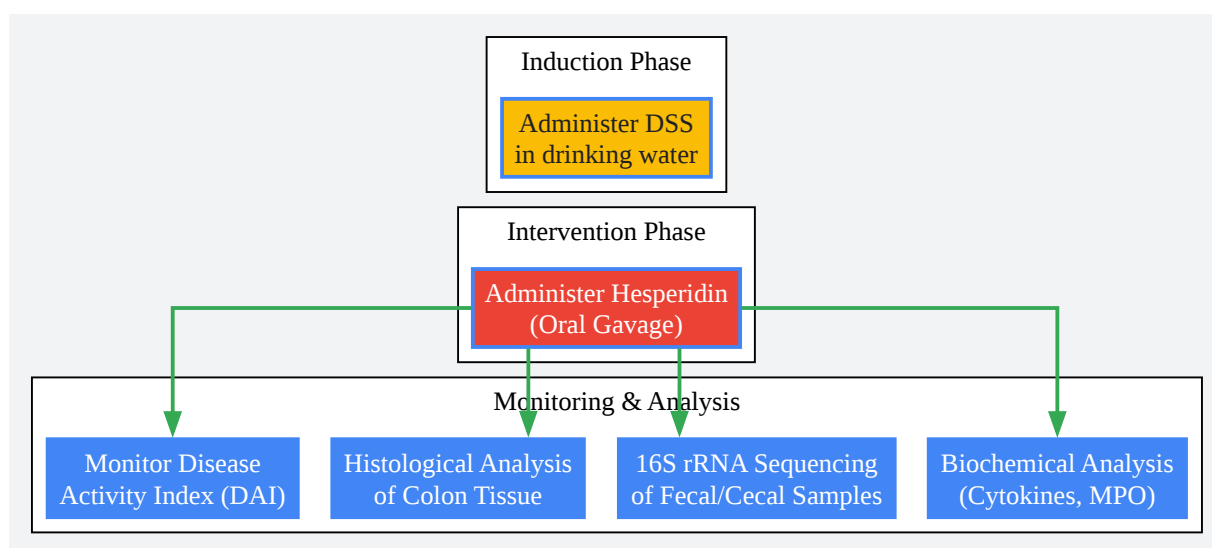 Induction Phase
Administer DSS
in drinking water
Intervention Phase
Administer Hesperidin
(Oral Gavage)
Monitoring & Analysis
Monitor Disease
Activity Index (DAI)
Histological Analysis
of Colon Tissue
16S rRNA Sequencing
of Fecal/Cecal Samples
Biochemical Analysis
(Cytokines, MPO)